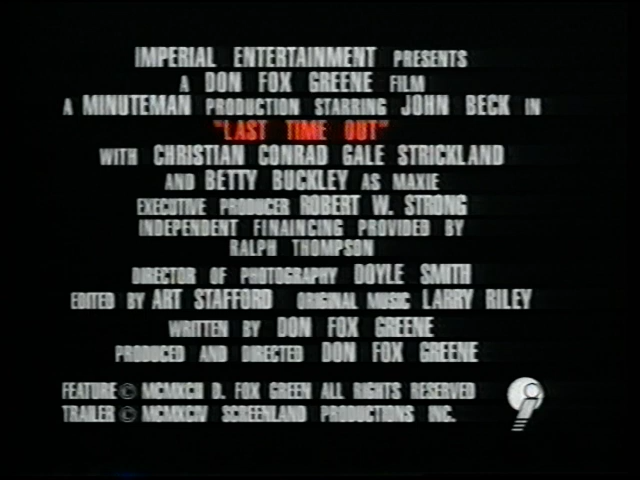 IMPERIAL ENTERTAINMENT PRESENTS
A DON FOX GREENE FILM
A MINUTEMAN PRODUCTION STARRING JOHN BECK IN
"LAST TIME OUT"
WITH CHRISTIAN CONRAD GALE STRICKLAND
AND BETTY BUCKLEY AS MAXIE
EXECUTIVE PRODUCER ROBERT W. STRONG
INDEPENDENT FINAINCING PROVIDED BY
RALPH THOMPSON
DIRECTOR OF PHOTOGRAPHY DOYLE SMITH
EDITED BY ART STAFFORD ORIGINAL MUSIC LARRY RILEY
WRITTEN BY DON FOX GREENE
PRODUCED AND DIRECTED DON FOX GREENE
FEATURE © MCMXCII D. FOX GREEN ALL RIGHTS RESERVED
TRAILER © MCMXCIV SCREENLAND PRODUCTIONS INC.